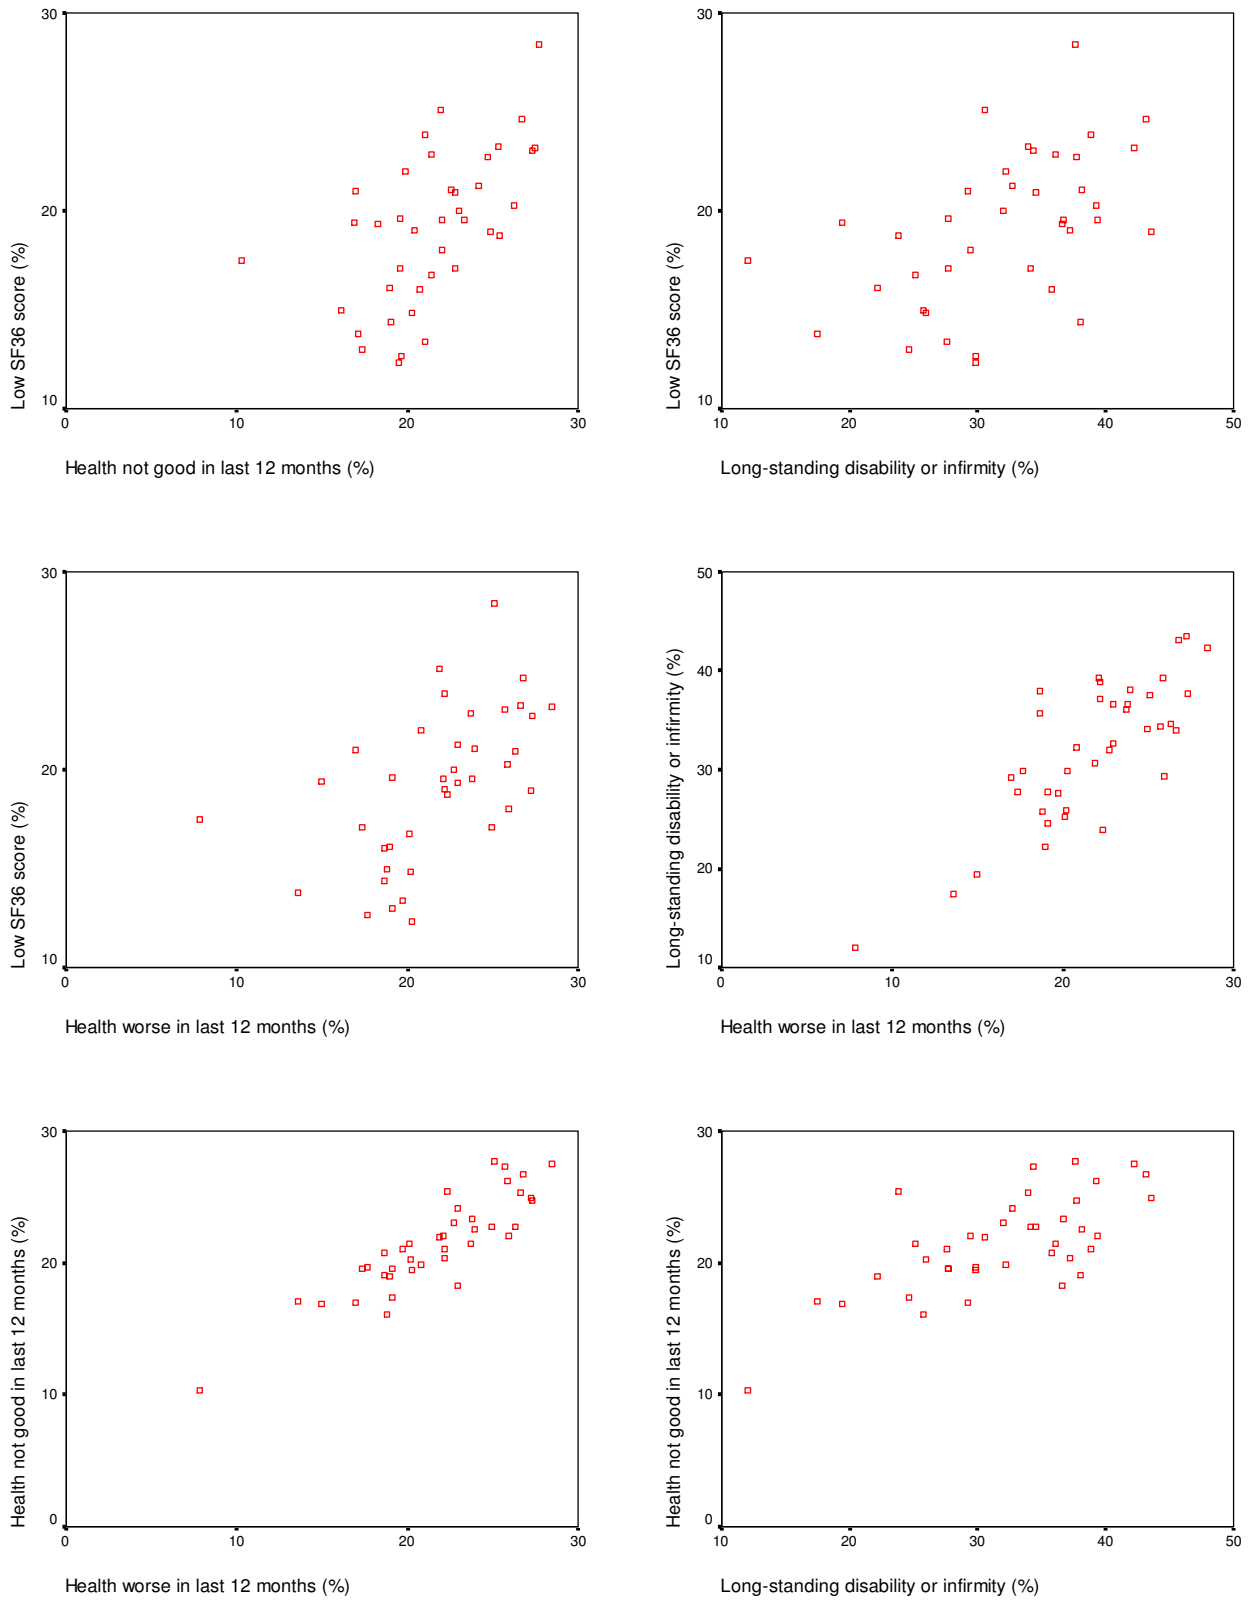 30
20
10
Low SF36 score (%)
0 10 20 30
Health not good in last 12 months (%)
30
20
10
Low SF36 score (%)
10 20 30 40 50
Long-standing disability or infirmity (%)
30
20
10
Low SF36 score (%)
0 10 20 30
Health worse in last 12 months (%)
50
40
30
20
10
Long-standing disability or infirmity (%)
0 10 20 30
Health worse in last 12 months (%)
30
20
10
0
Health not good in last 12 months (%)
0 10 20 30
Health worse in last 12 months (%)
30
20
10
0
Health not good in last 12 months (%)
10 20 30 40 50
Long-standing disability or infirmity (%)